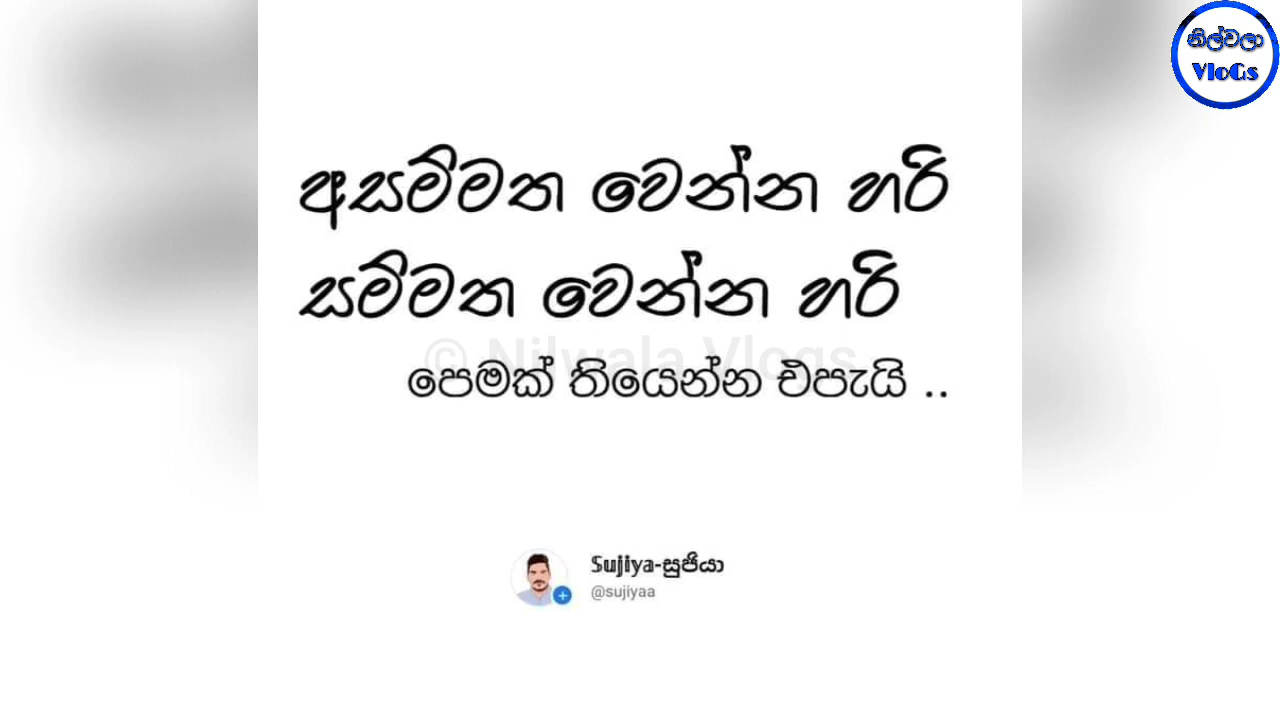 නිල්වලා
VloGs
අසම්මත වෙන්න හරි
සම්මත වෙන්න හරි
© Nilwala Vlogs
පෙමක් තියෙන්න එපැයි ..
Sujiya-සුජියා
@sujiyaa